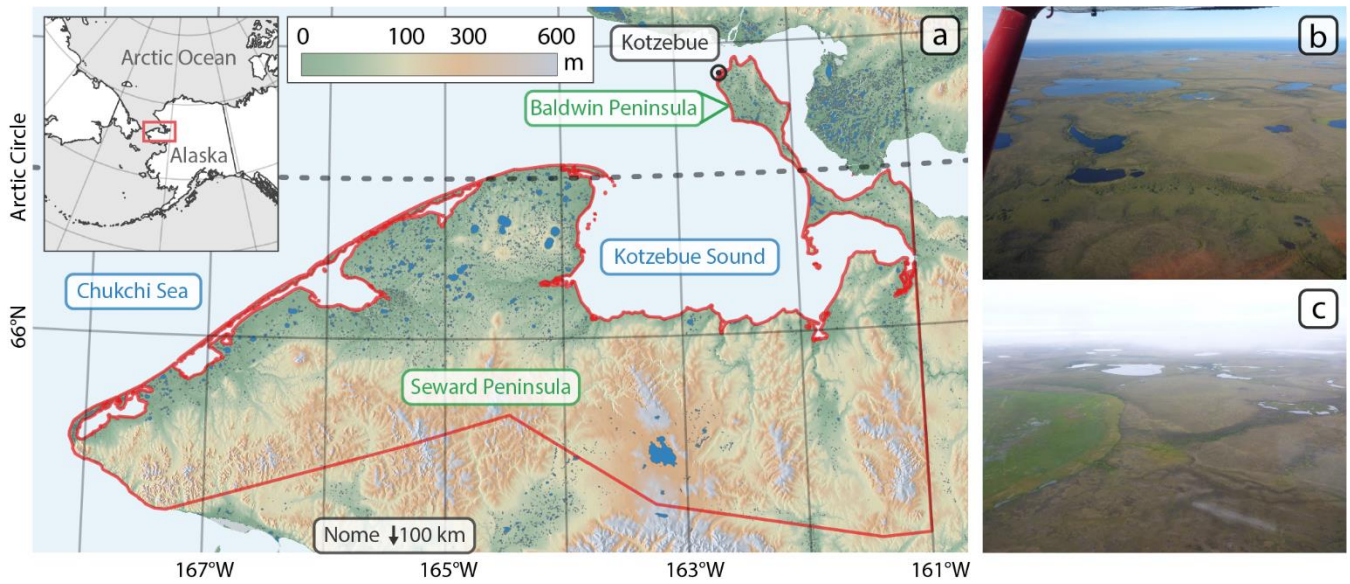 Arctic Ocean
Alaska
0 100 300 600
m
Kotzebue
a
Baldwin Peninsula
Arctic Circle
Kotzebue Sound
Chukchi Sea
66°N
Seward Peninsula
Nome ⬇100 km
167°W 165°W 163°W 161°W
b
c